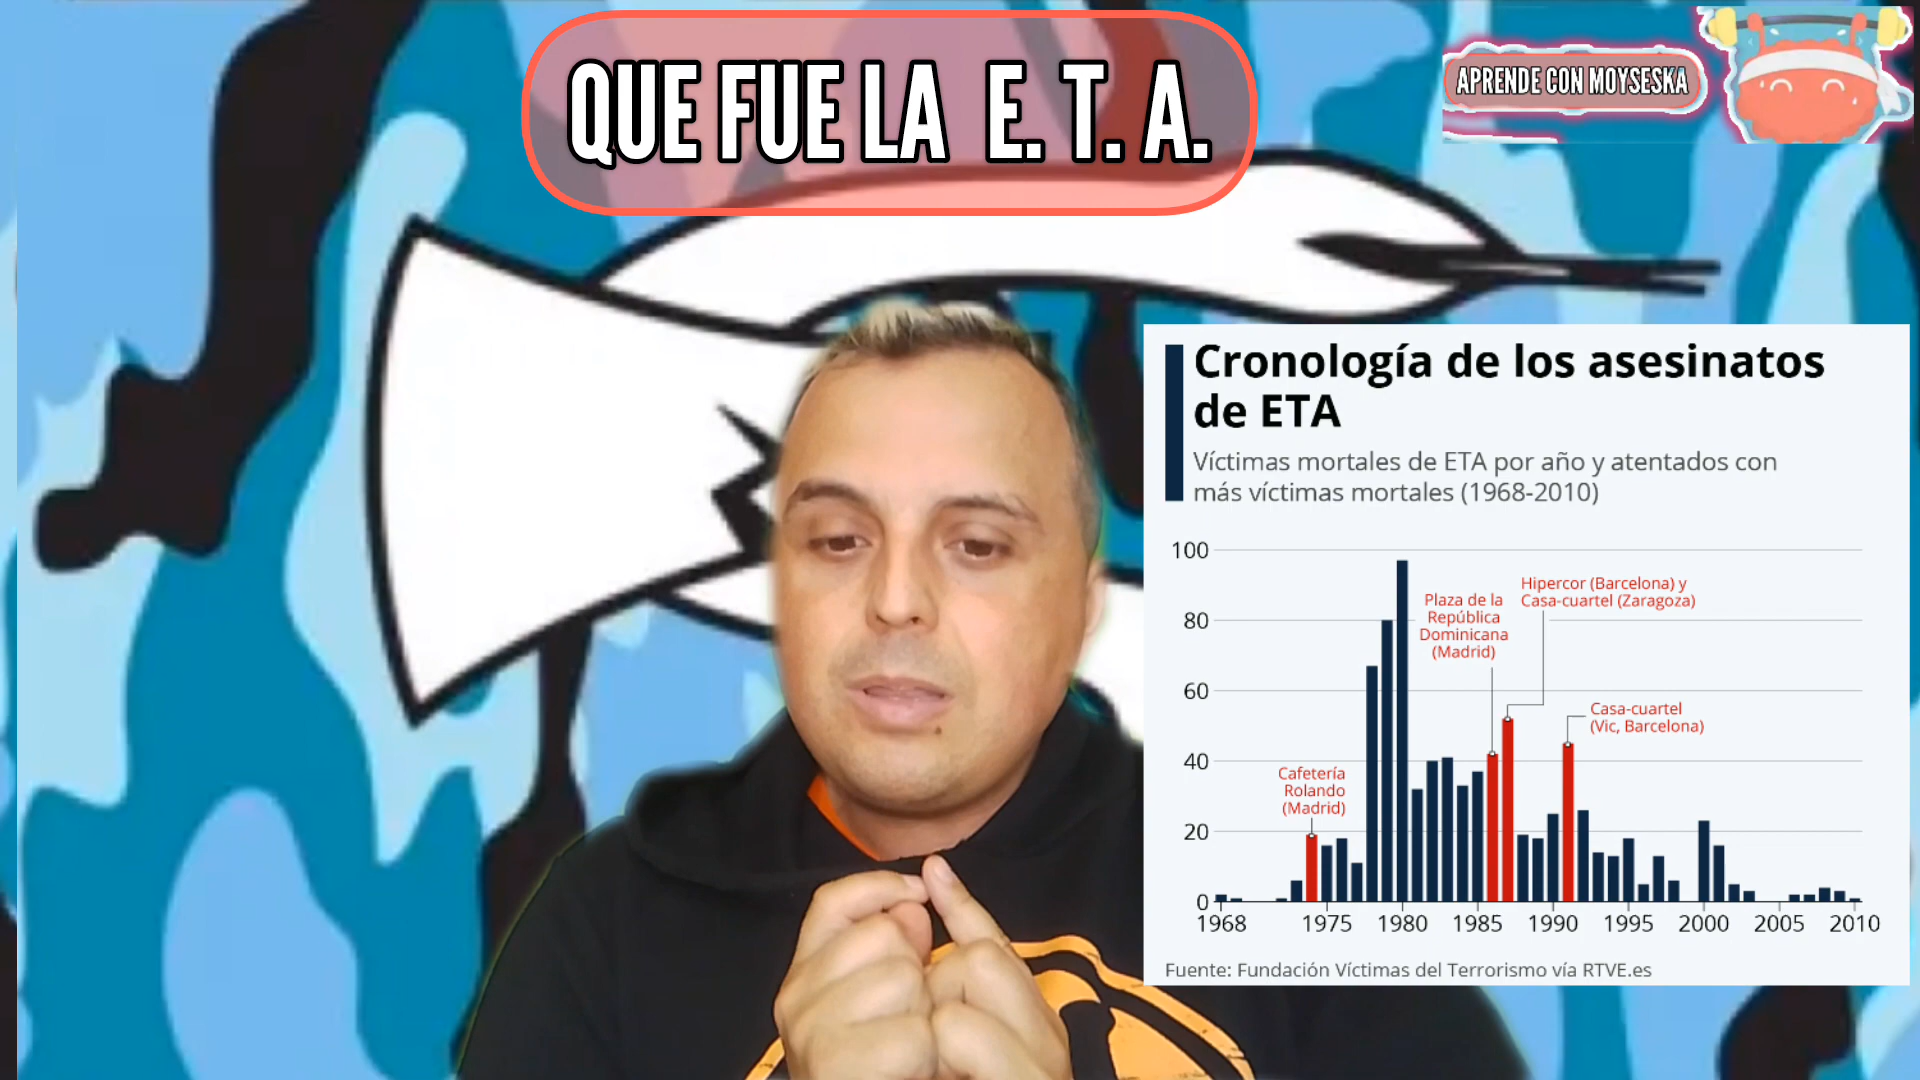 QUE FUE LA E. T. A.
APRENDE CON MOYSESKA
Cronología de los asesinatos
de ETA
Víctimas mortales de ETA por año y atentados con
más víctimas mortales (1968-2010)
100
80
60
40
20
0
Cafetería
Rolando
(Madrid)
Plaza de la
República
Dominicana
(Madrid)
Hipercor (Barcelona) y
Casa-cuartel (Zaragoza)
Casa-cuartel
(Vic, Barcelona)
1968 1975 1980 1985 1990 1995 2000 2005 2010
Fuente: Fundación Víctimas del Terrorismo vía RTVE.es